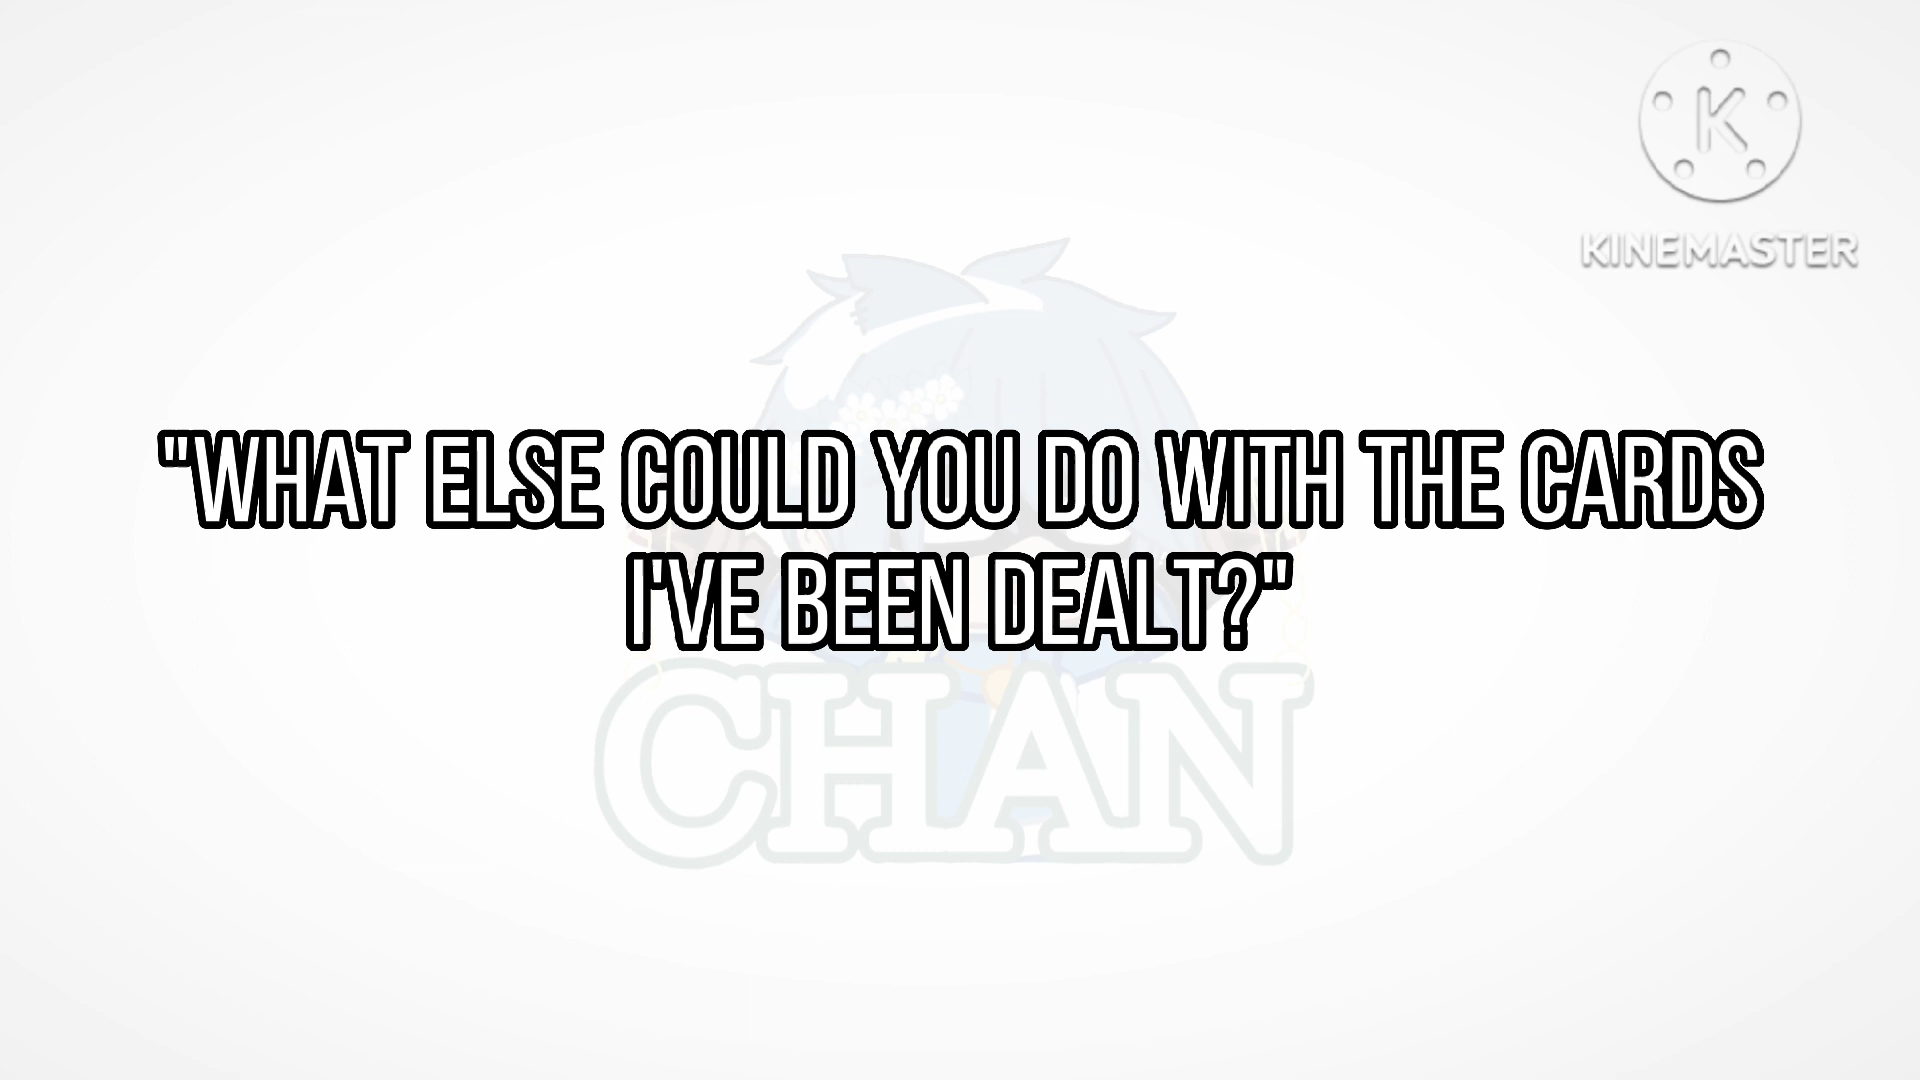 K
KINEMASTER
"WHAT ELSE COULD YOU DO WITH THE CARDS
I'VE BEEN DEALT?"
CHAN